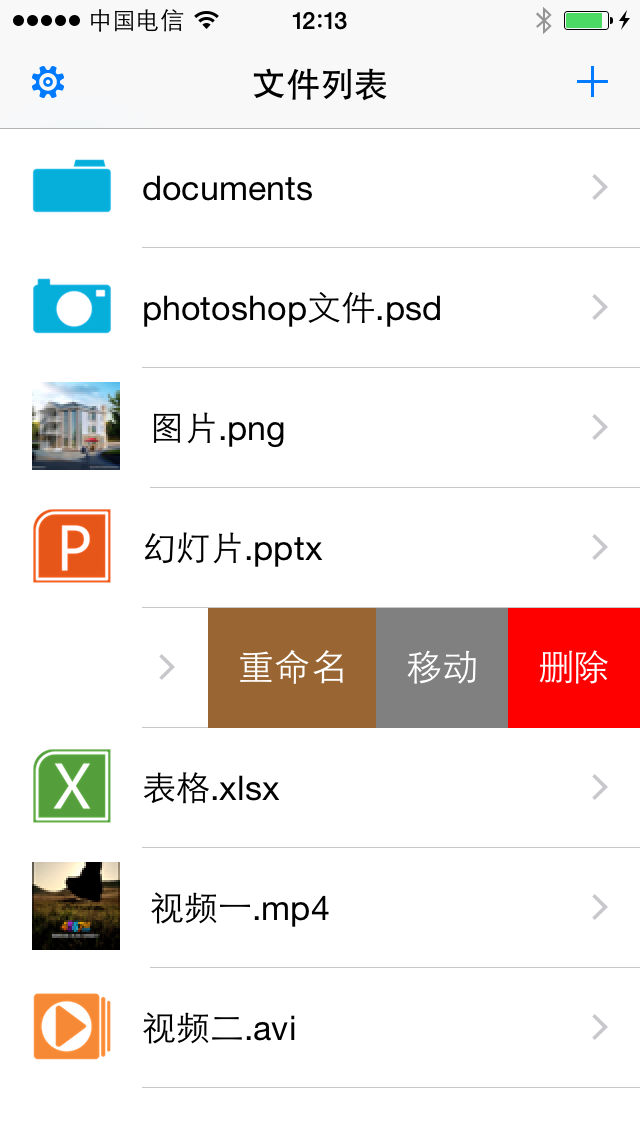 中国电信 12:13
文件列表
documents
photoshop文件.psd
图片.png
P
幻灯片.pptx
重命名 移动 删除
X
表格.xlsx
视频一.mp4
视频二.avi